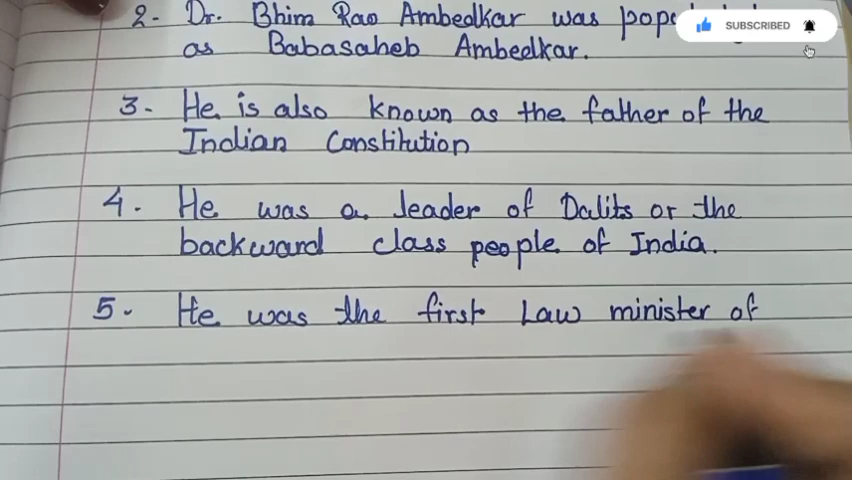 2- Dr. Bhim Rao Ambedkar was
SUBSCRIBED
as Babasaheb Ambedkar.
3- He is also known as the father of the
Indian Constitution
4. He was a leader of Dalits or the
backward class people of India.
5. He was the first Law minister of